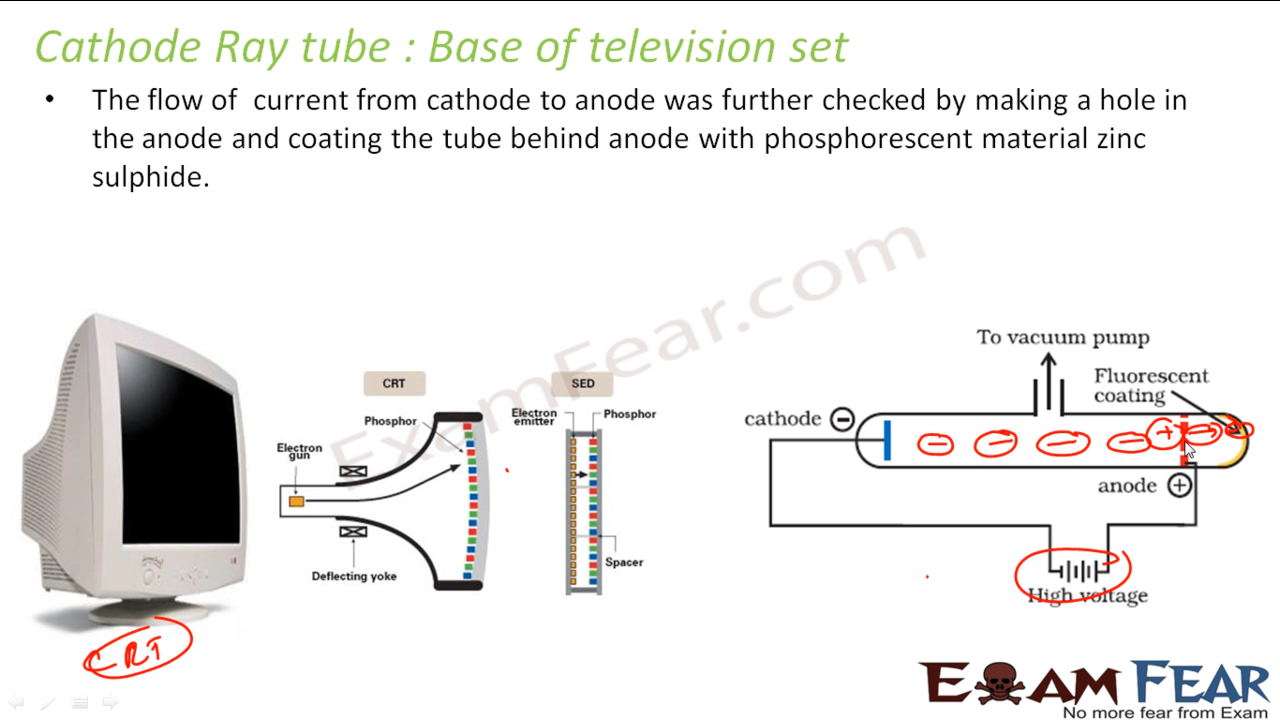 Cathode Ray tube : Base of television set
• The flow of  current from cathode to anode was further checked by making a hole in
the anode and coating the tube behind anode with phosphorescent material zinc
sulphide.
ExamFear.com
CRT
Phosphor
Electron
gun
Deflecting yoke
SED
Electron
emitter
Phosphor
Spacer
To vacuum pump
Fluorescent
coating
cathode −
anode +
High voltage
− − − − + −
CRT
EXAM FEAR
No more fear from Exam